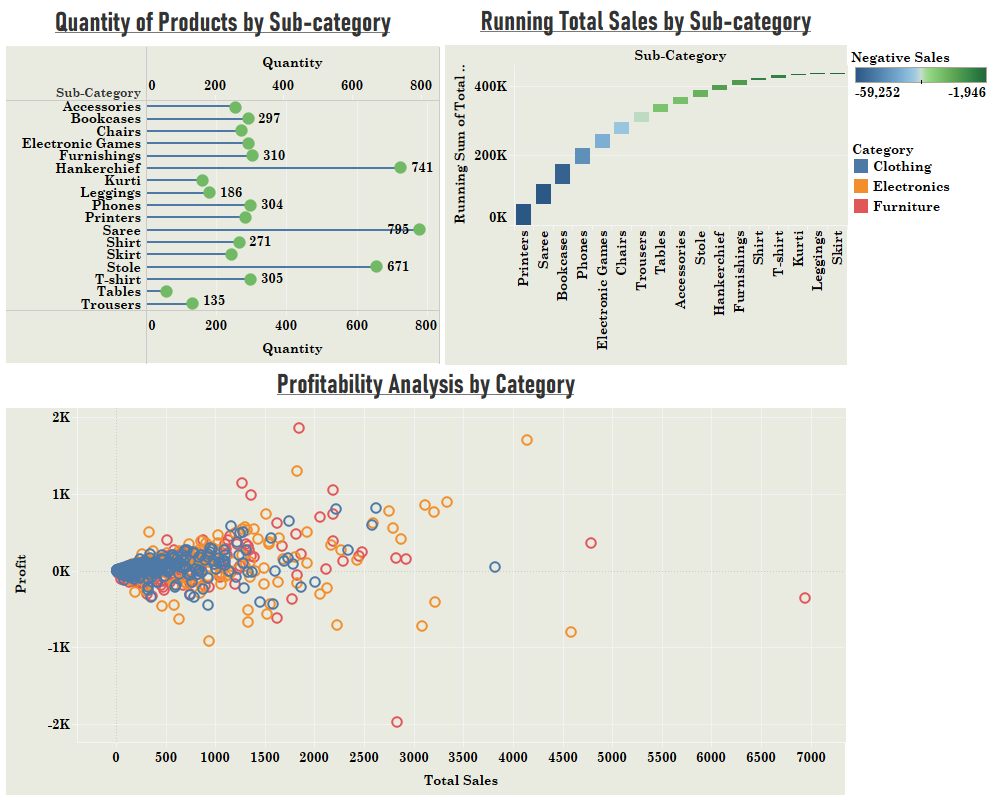 Quantity of Products by Sub-category
Quantity
Sub-Category
0 200 400 600 800
Accessories
Bookcases 297
Chairs
Electronic Games
Furnishings 310
Hankerchief 741
Kurti
Leggings 186
Phones 304
Printers
Saree 795
Shirt 271
Skirt
Stole 671
T-shirt 305
Tables
Trousers 135
0 200 400 600 800
Quantity
Running Total Sales by Sub-category
Sub-Category
Running Sum of Total ..
400K
200K
0K
Printers
Saree
Bookcases
Phones
Electronic Games
Chairs
Trousers
Tables
Accessories
Stole
Hankerchief
Furnishings
Shirt
T-shirt
Kurti
Leggings
Skirt
Negative Sales
-59,252 -1,946
Category
Clothing
Electronics
Furniture
Profitability Analysis by Category
Profit
2K
1K
0K
-1K
-2K
0 500 1000 1500 2000 2500 3000 3500 4000 4500 5000 5500 6000 6500 7000
Total Sales